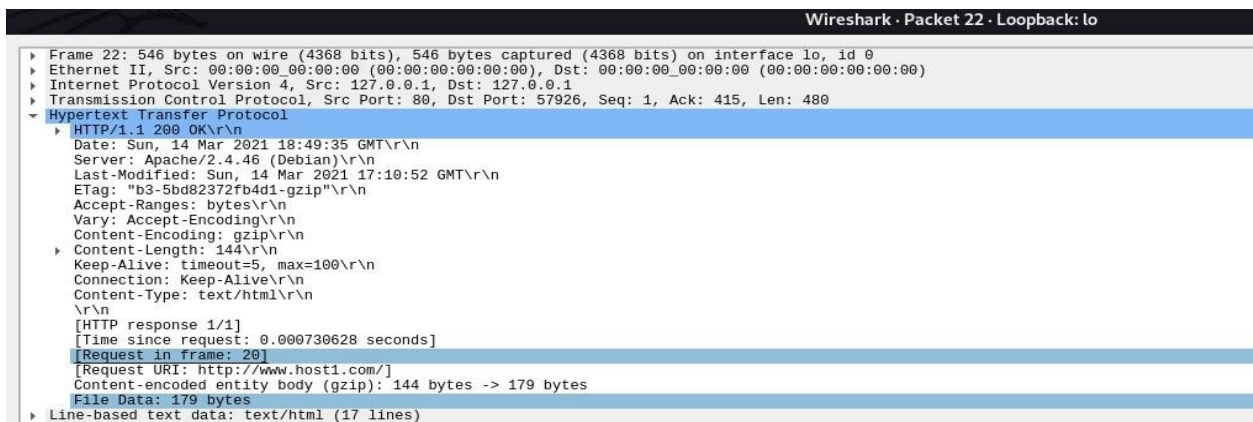 Wireshark · Packet 22 · Loopback: lo
Frame 22: 546 bytes on wire (4368 bits), 546 bytes captured (4368 bits) on interface lo, id 0
Ethernet II, Src: 00:00:00_00:00:00 (00:00:00:00:00:00), Dst: 00:00:00_00:00:00 (00:00:00:00:00:00)
Internet Protocol Version 4, Src: 127.0.0.1, Dst: 127.0.0.1
Transmission Control Protocol, Src Port: 80, Dst Port: 57926, Seq: 1, Ack: 415, Len: 480
Hypertext Transfer Protocol
HTTP/1.1 200 OK\r\n
Date: Sun, 14 Mar 2021 18:49:35 GMT\r\n
Server: Apache/2.4.46 (Debian)\r\n
Last-Modified: Sun, 14 Mar 2021 17:10:52 GMT\r\n
ETag: "b3-5bd82372fb4d1-gzip"\r\n
Accept-Ranges: bytes\r\n
Vary: Accept-Encoding\r\n
Content-Encoding: gzip\r\n
Content-Length: 144\r\n
Keep-Alive: timeout=5, max=100\r\n
Connection: Keep-Alive\r\n
Content-Type: text/html\r\n
\r\n
[HTTP response 1/1]
[Time since request: 0.000730628 seconds]
[Request in frame: 20]
[Request URI: http://www.host1.com/]
Content-encoded entity body (gzip): 144 bytes -> 179 bytes
File Data: 179 bytes
Line-based text data: text/html (17 lines)